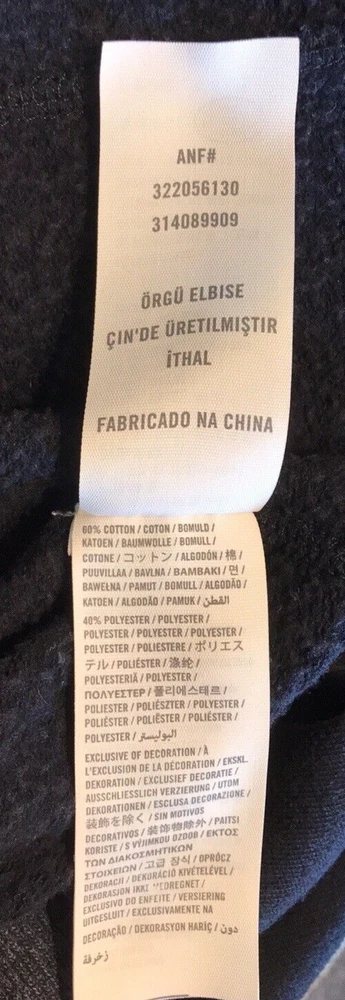 ANF#
322056130
314089909
ÖRGÜ ELBISE
ÇIN'DE ÜRETILMIŞTIR
İTHAL
FABRICADO NA CHINA
60% COTTON / COTON / BOMULD /
KATOEN / BAUMWOLLE / BOMULL /
COTONE / コットン / ALGODÓN / 棉 /
PUUVILLAA / BAVLNA / ΒΑΜΒΑΚΙ / 면 /
BAWEŁNA / PAMUT / BOMULL / ALGODÃO /
KATOEN / ALGODÃO / PAMUK / القطن
40% POLYESTER / POLYESTER /
POLYESTER / POLYESTER / POLYESTER /
POLYESTER / POLIESTERE / ポリエス
テル / POLIÉSTER / 涤纶 /
POLYESTERIÄ / POLYESTER /
ΠΟΛΥΕΣΤΕΡ / 폴리에스테르 /
POLIESTER / POLIÉSZTER / POLYESTER /
POLIÉSTER / POLIÉSTER / POLIÉSTER /
POLYESTER / البوليستر
EXCLUSIVE OF DECORATION / À
L'EXCLUSION DE LA DÉCORATION / EKSKL.
DEKORATION / EXCLUSIEF DECORATIE /
AUSSCHLIESSLICH VERZIERUNG / UTOM
DEKORATIONEN / ESCLUSA DECORAZIONE /
装飾を除く / SIN MOTIVOS
DECORATIVOS / 装饰物除外 / PAITSI
KORISTE / S VÝJIMKOU OZDOB / ΕΚΤΟΣ
ΤΩΝ ΔΙΑΚΟΣΜΗΤΙΚΩΝ
ΣΤΟΙΧΕΙΩΝ / 고급 장식 / OPRÓCZ
DEKORACJI / DEKORÁCIÓ KIVÉTELÉVEL /
DEKORASJON IKKE
EXCLUSIVO DO ENFEITE / VERSIERING
UITGESLUIT / EXCLUSIVAMENTE NA
DECORAÇÃO / DEKORASYON HARIÇ / دون
زخرفة